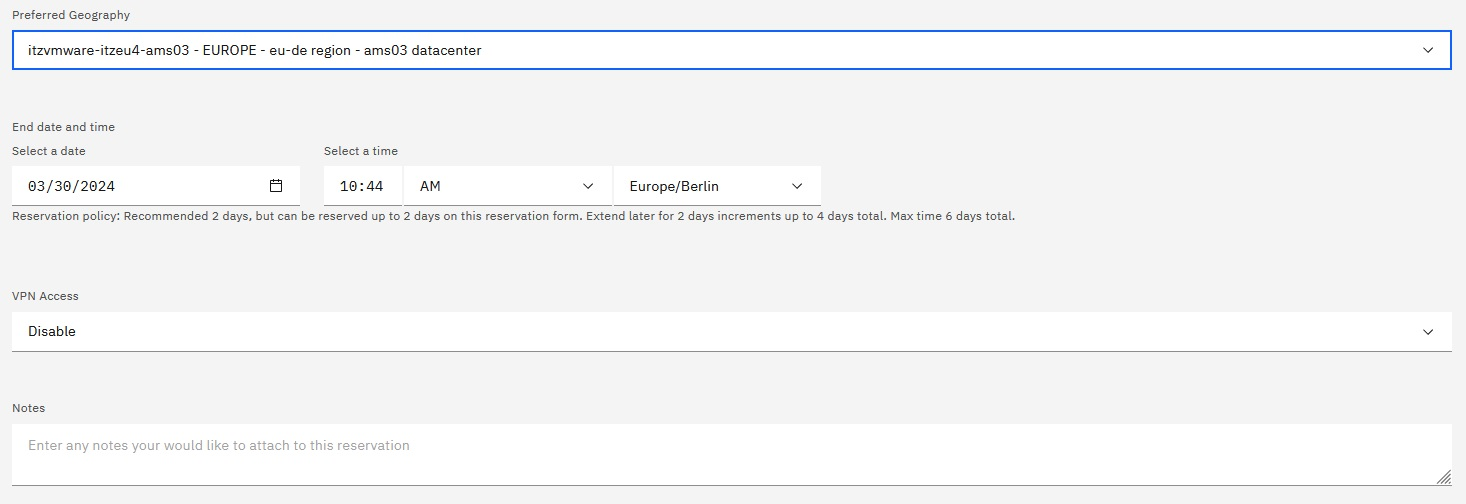 Preferred Geography
itzvmware-itzeu4-ams03 - EUROPE - eu-de region - ams03 datacenter
End date and time
Select a date Select a time
03/30/2024 10:44 AM Europe/Berlin
Reservation policy: Recommended 2 days, but can be reserved up to 2 days on this reservation form. Extend later for 2 days increments up to 4 days total. Max time 6 days total.
VPN Access
Disable
Notes
Enter any notes your would like to attach to this reservation